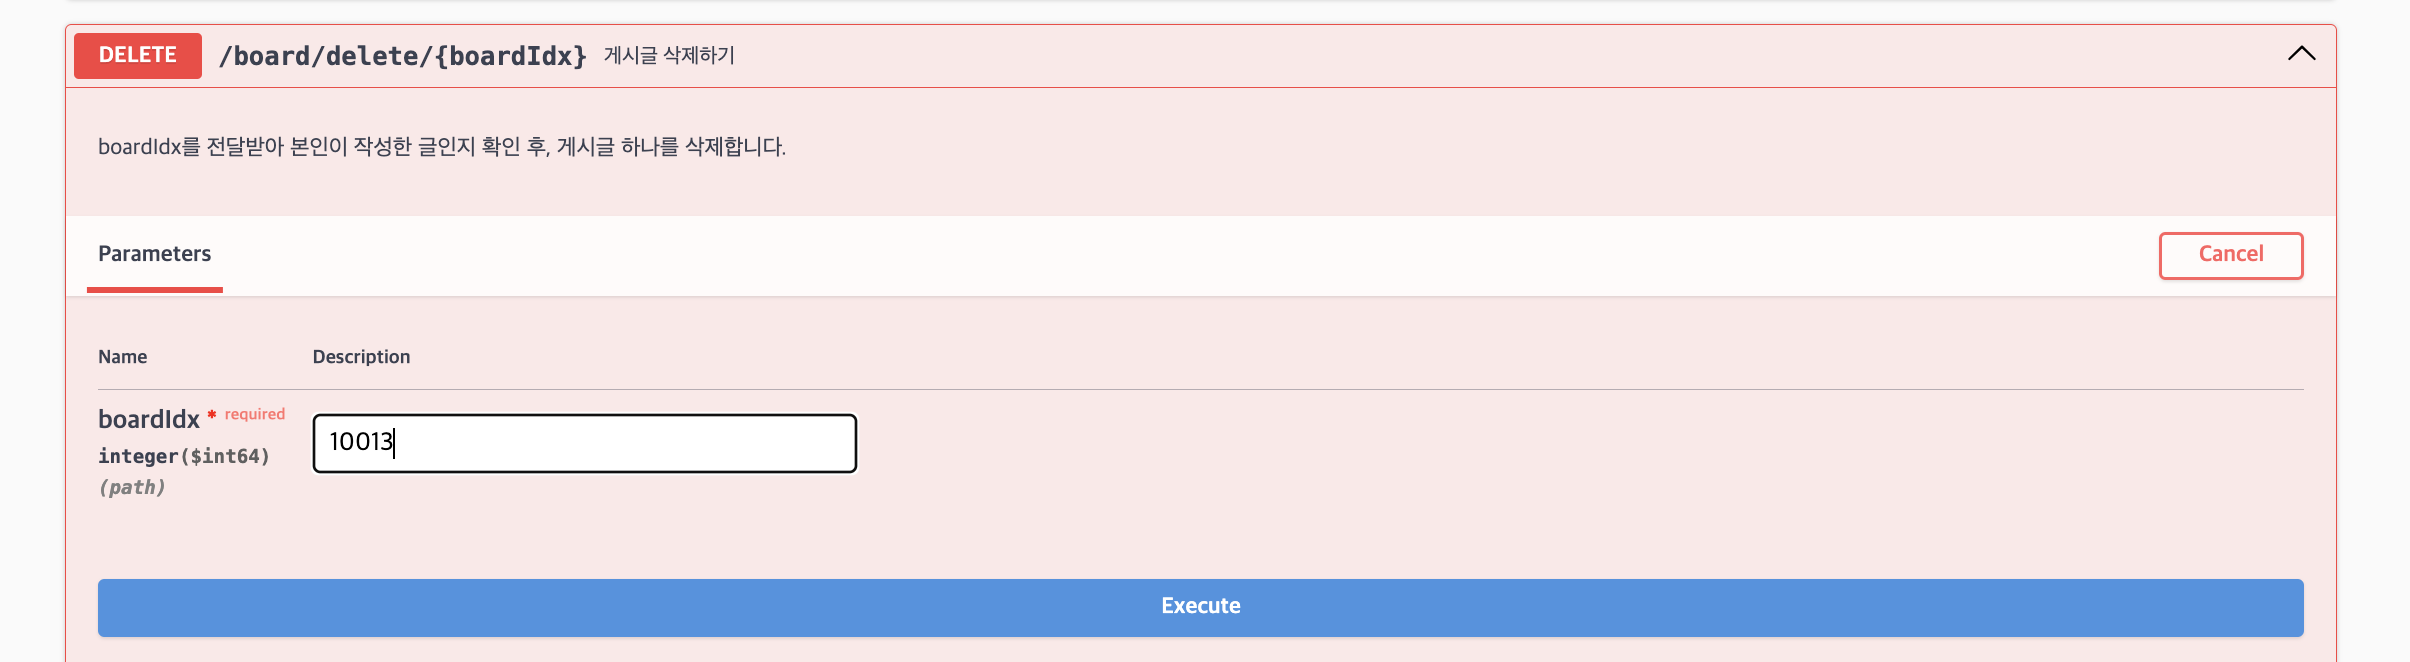 DELETE /board/delete/{boardIdx} 게시글 삭제하기
boardIdx를 전달받아 본인이 작성한 글인지 확인 후, 게시글 하나를 삭제합니다.
Parameters Cancel
Name Description
boardIdx * required
integer($int64)
(path)
10013
Execute